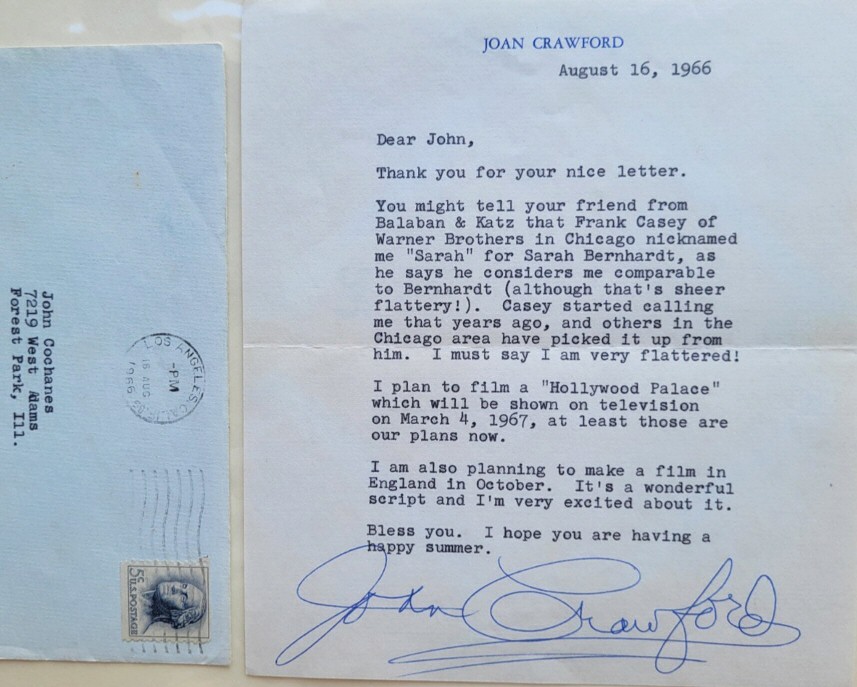 JOAN CRAWFORD
August 16, 1966
Dear John,
Thank you for your nice letter.
You might tell your friend from
Balaban & Katz that Frank Casey of
Warner Brothers in Chicago nicknamed
me "Sarah" for Sarah Bernhardt, as
he says he considers me comparable
to Bernhardt (although that's sheer
flattery!).  Casey started calling
me that years ago, and others in the
Chicago area have picked it up from
him.  I must say I am very flattered!
I plan to film a "Hollywood Palace"
which will be shown on television
on March 4, 1967, at least those are
our plans now.
I am also planning to make a film in
England in October.  It's a wonderful
script and I'm very excited about it.
Bless you.  I hope you are having a
happy summer.
Joan Crawford
John Cochanes
7219 West Adams
Forest Park, Ill.
LOS ANGELES, CALIF.
-PM
16 AUG
1966
5¢ U.S. POSTAGE